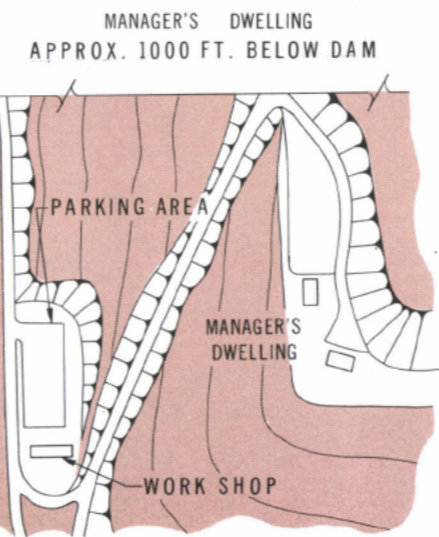 MANAGER'S DWELLING
APPROX. 1000 FT. BELOW DAM
PARKING AREA
MANAGER'S
DWELLING
WORK SHOP